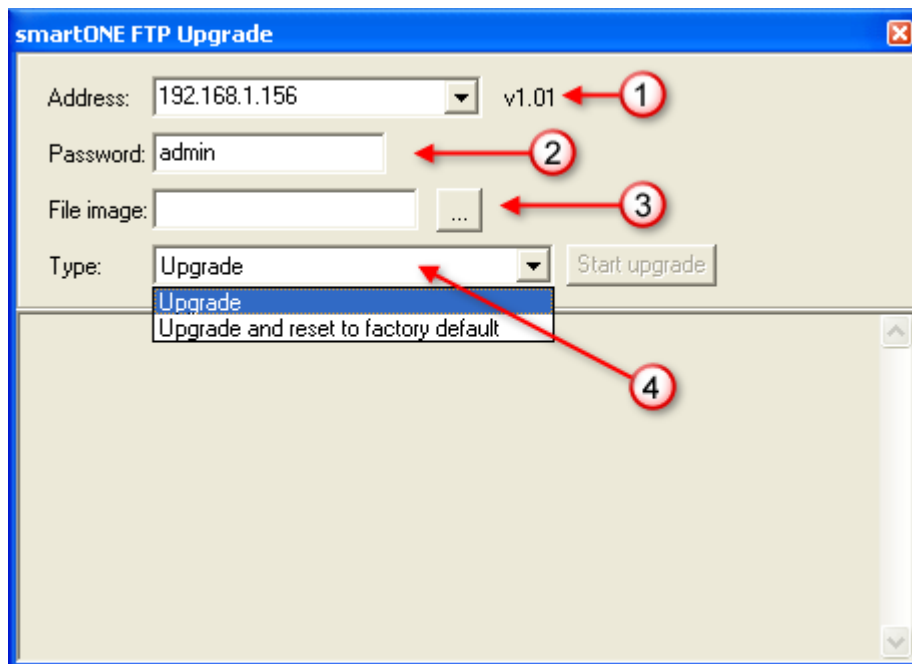 smartONE FTP Upgrade
Address: 192.168.1.156 v1.01 1
Password: admin 2
File image: ... 3
Type: Upgrade Start upgrade
Upgrade
Upgrade and reset to factory default
4